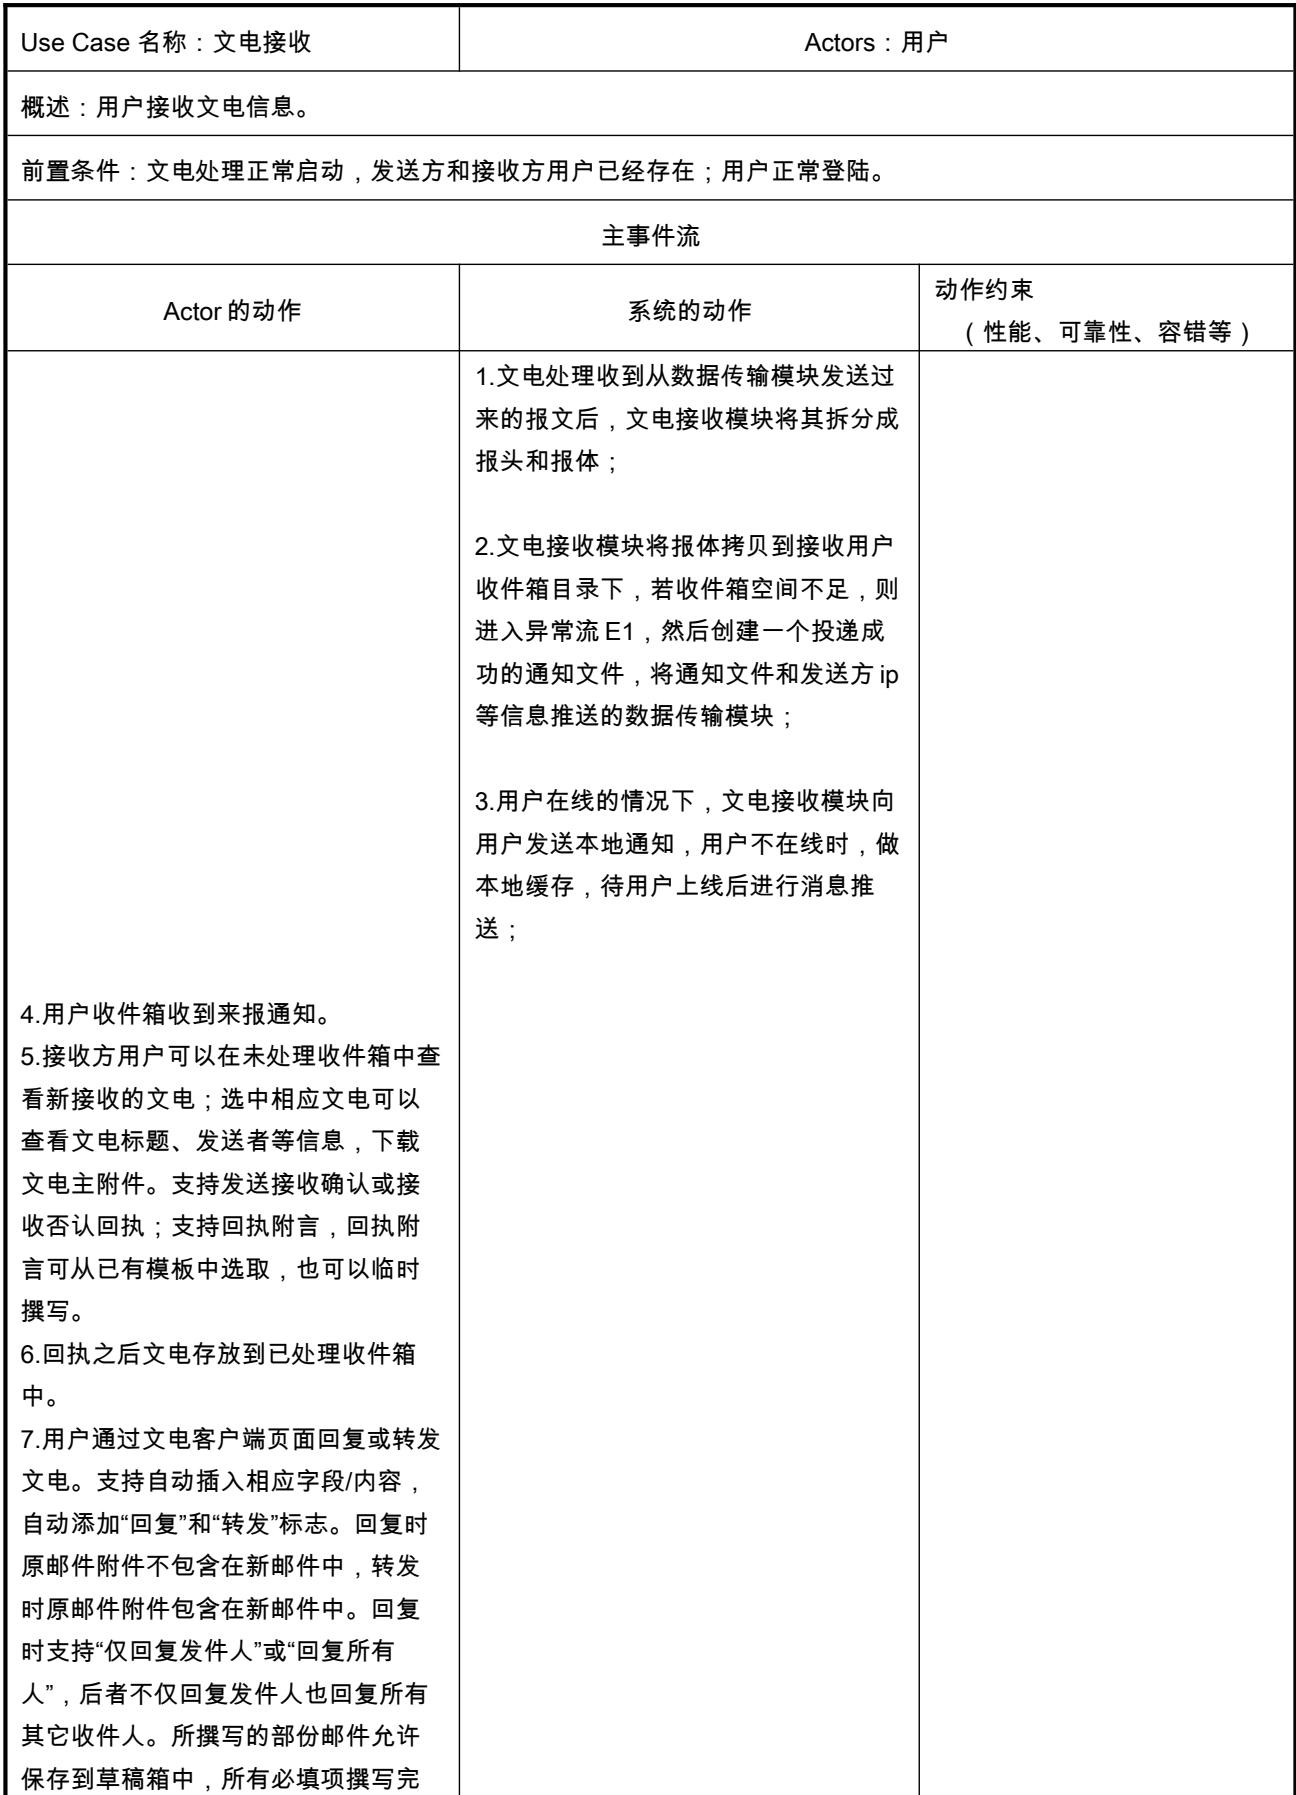 Use Case 名称：文电接收
Actors：用户
概述：用户接收文电信息。
前置条件：文电处理正常启动，发送方和接收方用户已经存在；用户正常登陆。
主事件流
Actor 的动作
系统的动作
动作约束
（性能、可靠性、容错等）
1.文电处理收到从数据传输模块发送过
来的报文后，文电接收模块将其拆分成
报头和报体；
2.文电接收模块将报体拷贝到接收用户
收件箱目录下，若收件箱空间不足，则
进入异常流 E1，然后创建一个投递成
功的通知文件，将通知文件和发送方 ip
等信息推送的数据传输模块；
3.用户在线的情况下，文电接收模块向
用户发送本地通知，用户不在线时，做
本地缓存，待用户上线后进行消息推
送；
4.用户收件箱收到来报通知。
5.接收方用户可以在未处理收件箱中查
看新接收的文电；选中相应文电可以
查看文电标题、发送者等信息，下载
文电主附件。支持发送接收确认或接
收否认回执；支持回执附言，回执附
言可从已有模板中选取，也可以临时
撰写。
6.回执之后文电存放到已处理收件箱
中。
7.用户通过文电客户端页面回复或转发
文电。支持自动插入相应字段/内容，
自动添加“回复”和“转发”标志。回复时
原邮件附件不包含在新邮件中，转发
时原邮件附件包含在新邮件中。回复
时支持“仅回复发件人”或“回复所有
人”，后者不仅回复发件人也回复所有
其它收件人。所撰写的部份邮件允许
保存到草稿箱中，所有必填项撰写完